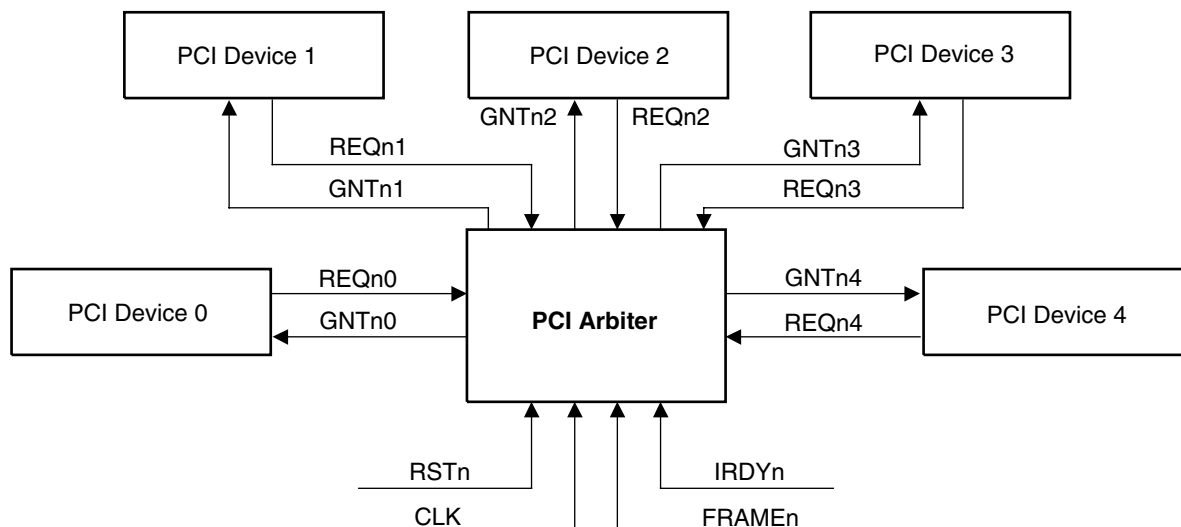 PCI Device 1
PCI Device 2
PCI Device 3
GNTn2
REQn2
REQn1
GNTn3
GNTn1
REQn3
REQn0
GNTn4
PCI Device 0
PCI Arbiter
PCI Device 4
GNTn0
REQn4
RSTn
IRDYn
CLK
FRAMEn